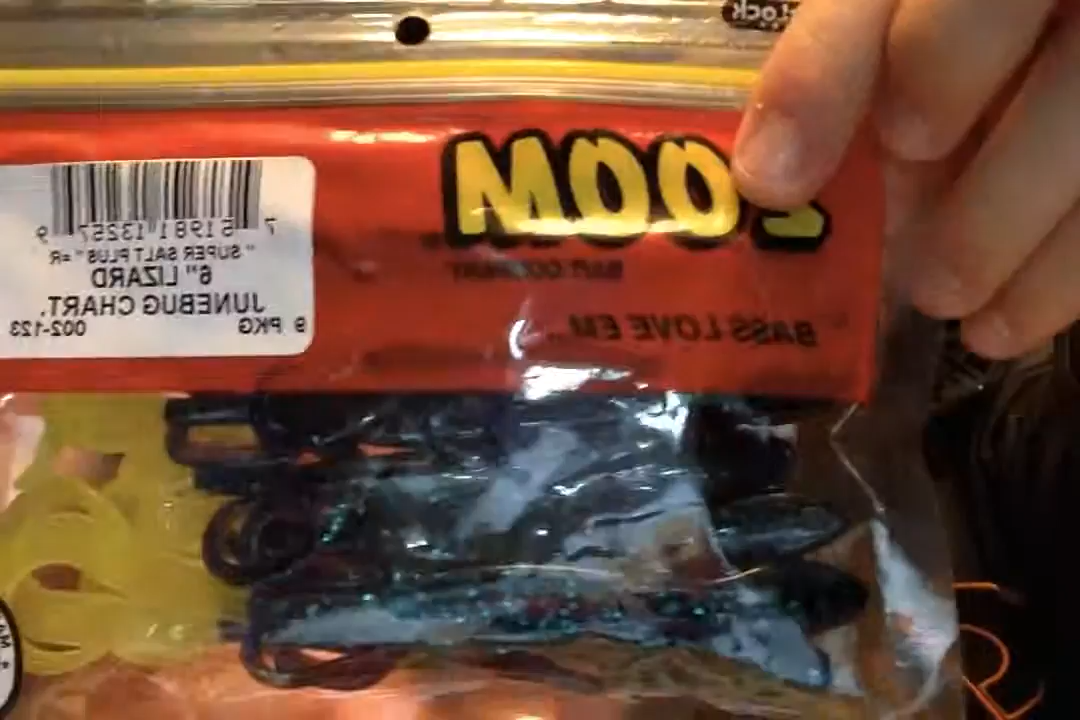 Lock
ZOOM
BAIT COMPANY
"BASS LOVE EM...
7 51981 13257 9
"SUPER SALT PLUS"=R
6" LIZARD
JUNEBUG CHART.
9 PKG 002-123